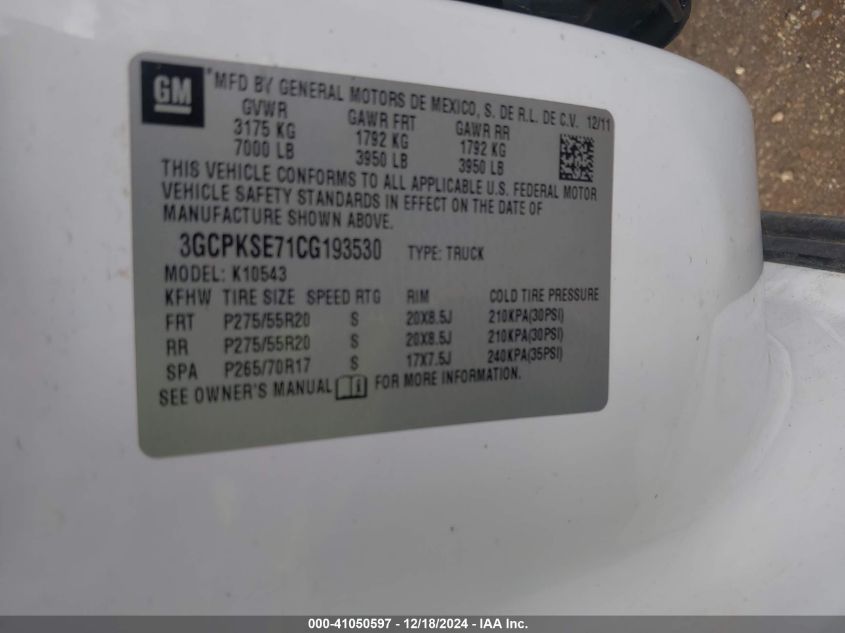 GM
*MFD BY GENERAL MOTORS DE MEXICO, S. DE R.L. DE C.V. 12/11
GVWR GAWR FRT GAWR RR
3175 KG 1792 KG 1792 KG
7000 LB 3950 LB 3950 LB
THIS VEHICLE CONFORMS TO ALL APPLICABLE U.S. FEDERAL MOTOR
VEHICLE SAFETY STANDARDS IN EFFECT ON THE DATE OF
MANUFACTURE SHOWN ABOVE.
3GCPKSE71CG193530 TYPE: TRUCK
MODEL: K10543
KFHW TIRE SIZE SPEED RTG RIM COLD TIRE PRESSURE
FRT P275/55R20 S 20X8.5J 210KPA(30PSI)
RR P275/55R20 S 20X8.5J 210KPA(30PSI)
SPA P265/70R17 S 17X7.5J 240KPA(35PSI)
SEE OWNER'S MANUAL FOR MORE INFORMATION.
000-41050597 - 12/18/2024 - IAA Inc.